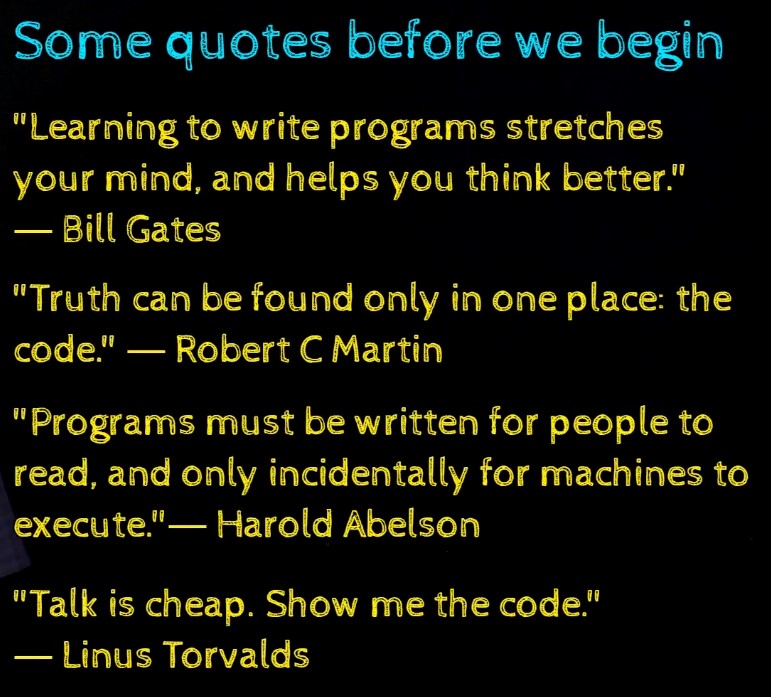 Some quotes before we begin
"Learning to write programs stretches
your mind, and helps you think better."
— Bill Gates
"Truth can be found only in one place: the
code." — Robert C Martin
"Programs must be written for people to
read, and only incidentally for machines to
execute."— Harold Abelson
"Talk is cheap. Show me the code."
— Linus Torvalds